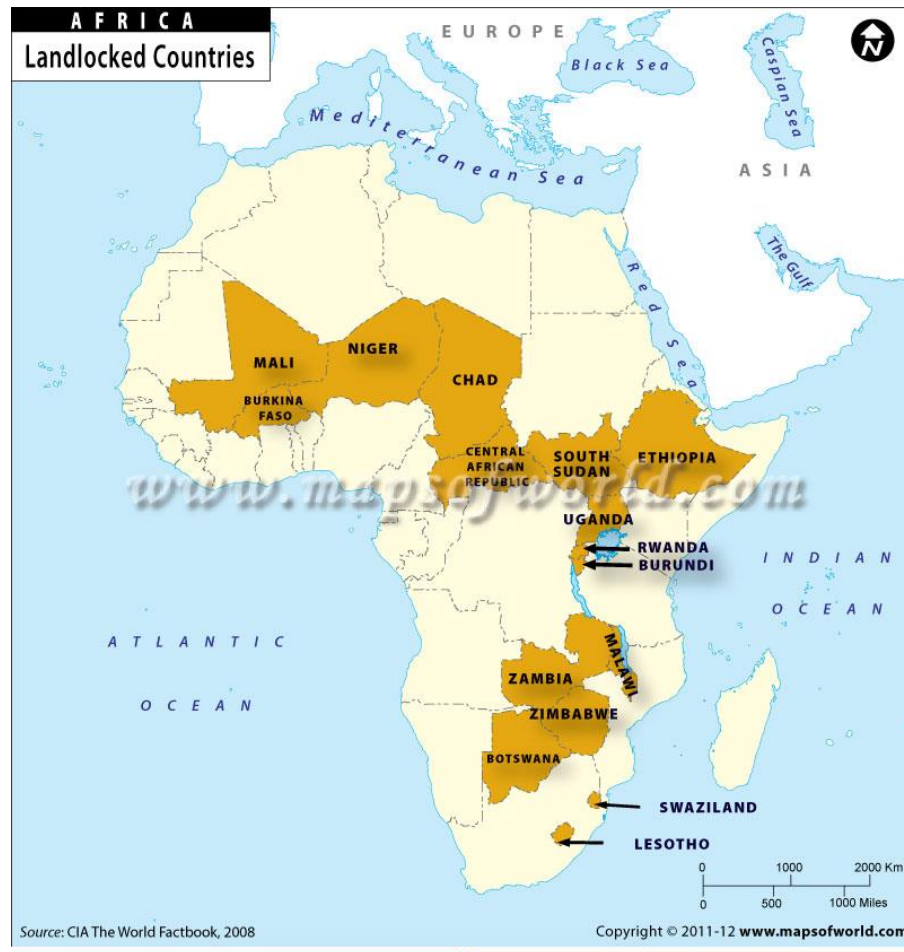 AFRICA
Landlocked Countries
EUROPE
Black Sea
Caspian Sea
Mediterranean Sea
ASIA
The Gulf
Red Sea
MALI
NIGER
CHAD
BURKINA
FASO
CENTRAL
AFRICAN
REPUBLIC
SOUTH
SUDAN
ETHIOPIA
www.mapsofworld.com
UGANDA
RWANDA
BURUNDI
INDIAN
OCEAN
ATLANTIC
OCEAN
MALAWI
ZAMBIA
ZIMBABWE
BOTSWANA
SWAZILAND
LESOTHO
0 1000 2000 Km
0 500 1000 Miles
Source: CIA The World Factbook, 2008
Copyright © 2011-12 www.mapsofworld.com
N